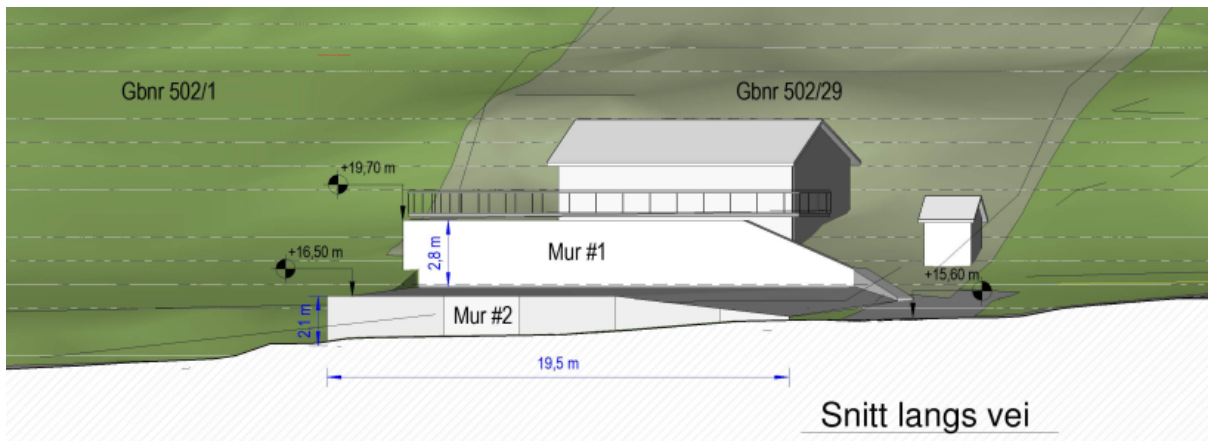 Gbnr 502/1
Gbnr 502/29
+19,70 m
+16,50 m
2,8 m
Mur #1
+15,60 m
2,1 m
Mur #2
19,5 m
Snitt langs vei